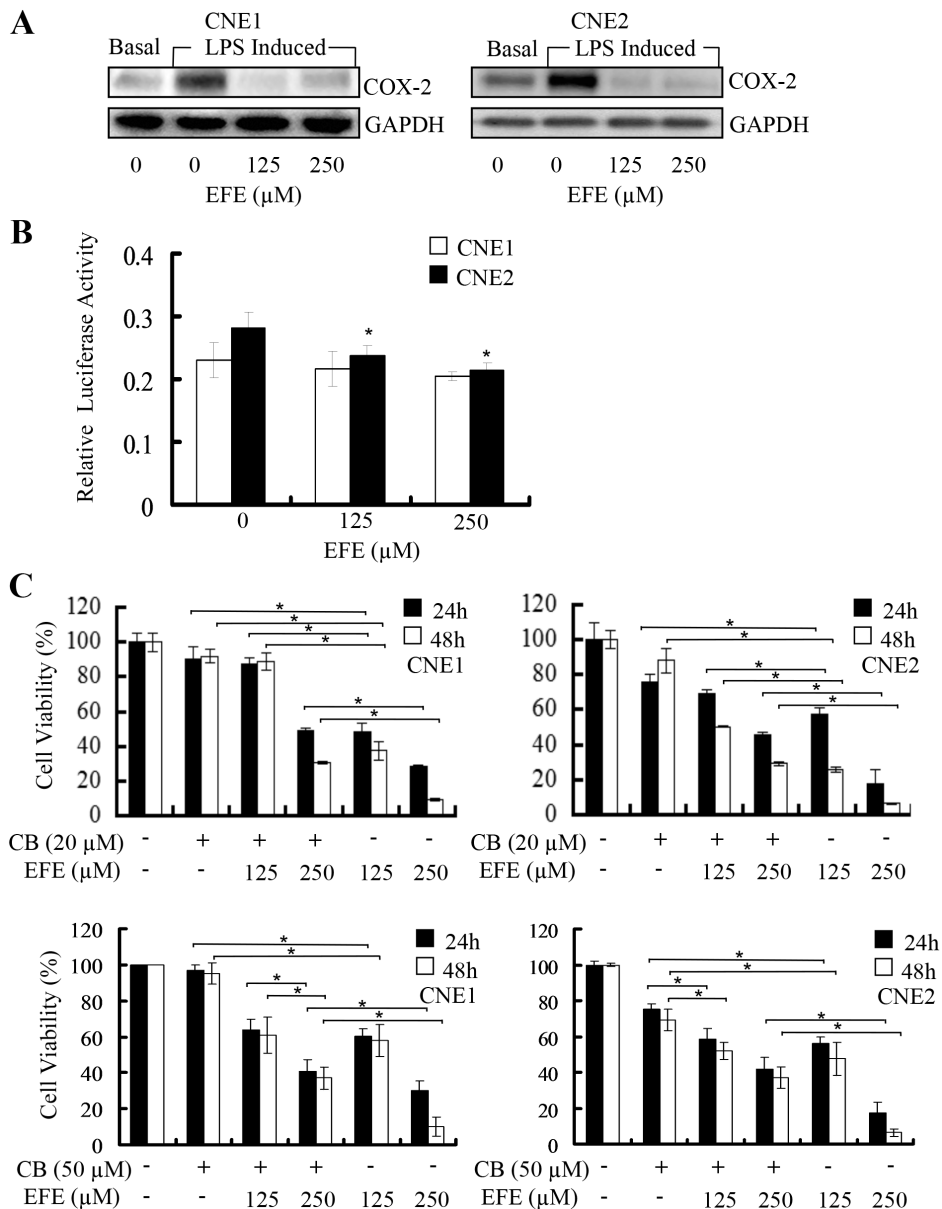 A
CNE1
Basal LPS Induced
COX-2
GAPDH
0 0 125 250
EFE (µM)
CNE2
Basal LPS Induced
COX-2
GAPDH
0 0 125 250
EFE (µM)
B
Relative Luciferase Activity
0.4
0.3
0.2
0.1
0
CNE1
CNE2
* *
0 125 250
EFE (µM)
C
Cell Viability (%)
120
100
80
60
40
20
0
* * * * * *
24h
48h
CNE1
CB (20 µM) - + + + - -
EFE (µM) - - 125 250 125 250
120
100
80
60
40
20
0
* * * * * *
24h
48h
CNE2
CB (20 µM) - + + + - -
EFE (µM) - - 125 250 125 250
Cell Viability (%)
120
100
80
60
40
20
0
* * * * * *
24h
48h
CNE1
CB (50 µM) - + + + - -
EFE (µM) - - 125 250 125 250
120
100
80
60
40
20
0
* * * * * *
24h
48h
CNE2
CB (50 µM) - + + + - -
EFE (µM) - - 125 250 125 250